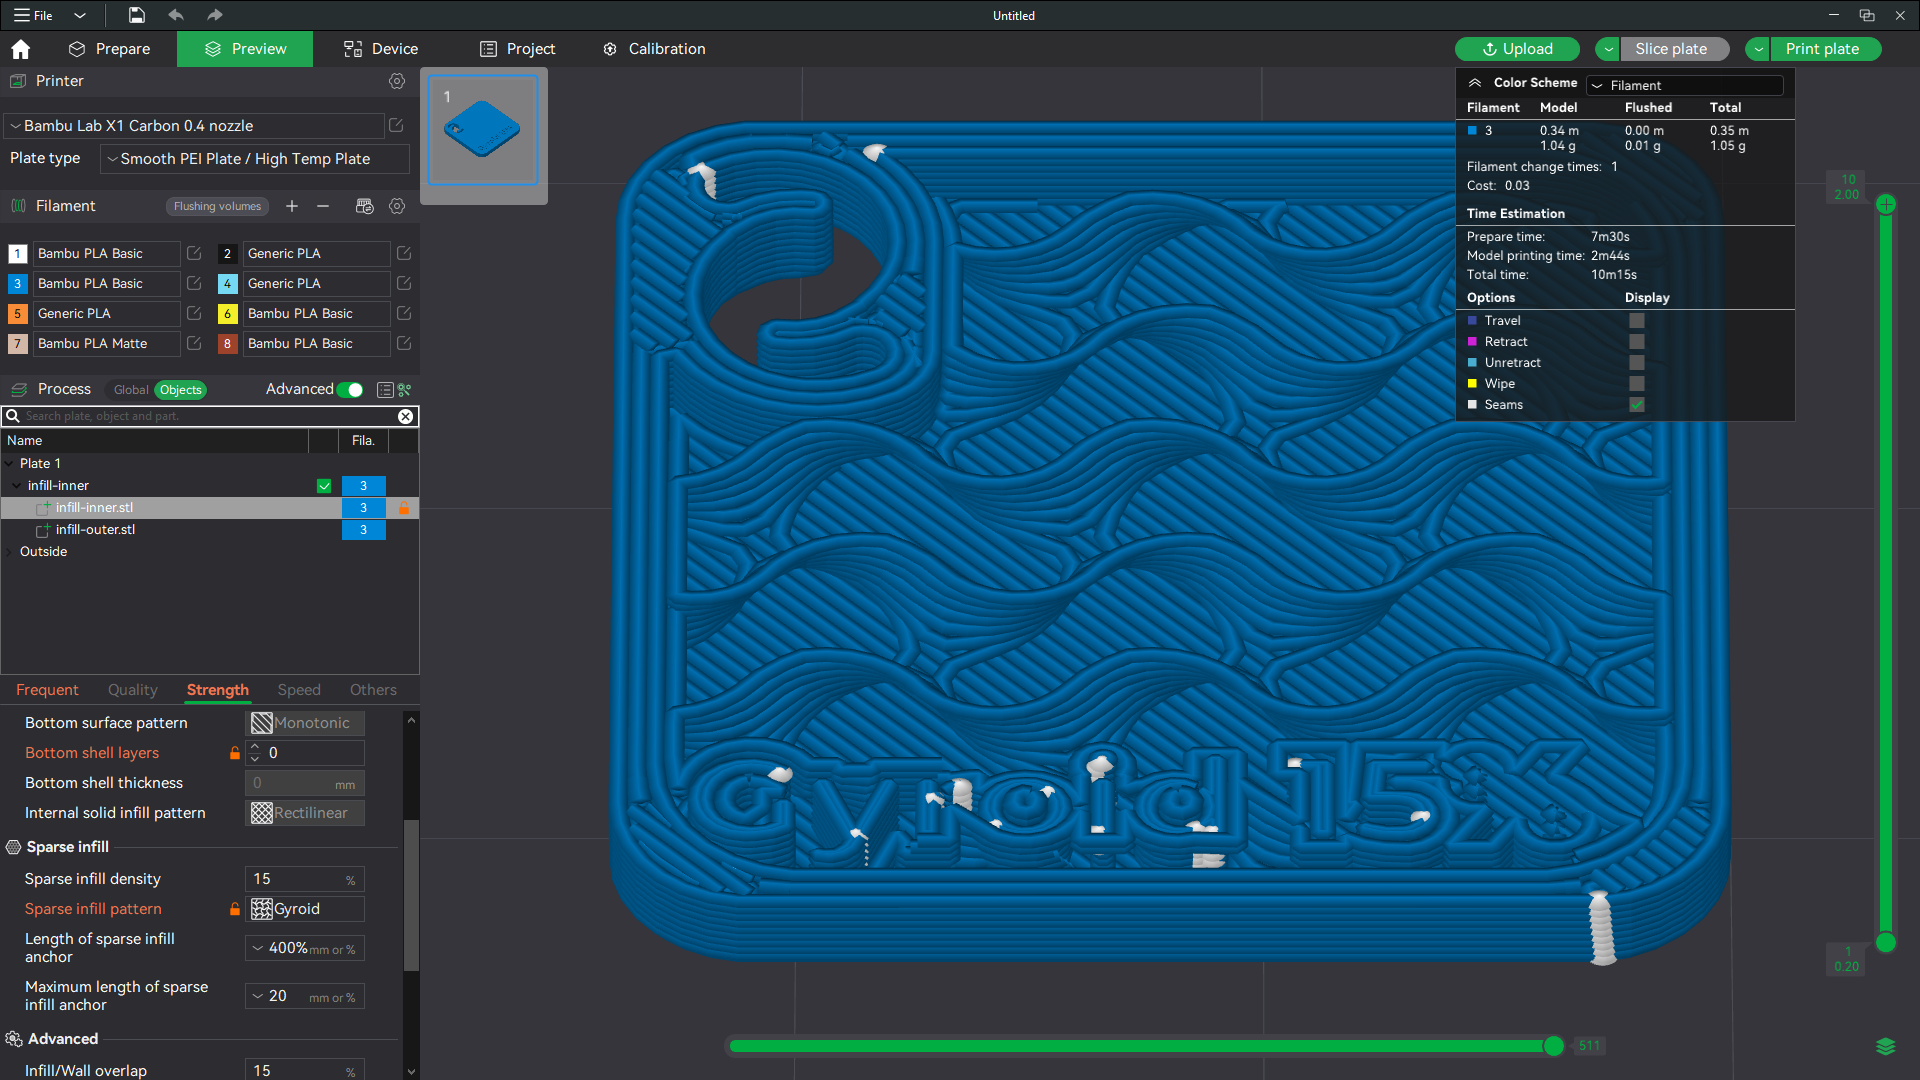 File
Untitled
Prepare
Preview
Device
Project
Calibration
Upload
Slice plate
Print plate
Printer
Bambu Lab X1 Carbon 0.4 nozzle
Plate type
Smooth PEI Plate / High Temp Plate
Filament
Flushing volumes
1 Bambu PLA Basic
2 Generic PLA
3 Bambu PLA Basic
4 Generic PLA
5 Generic PLA
6 Bambu PLA Basic
7 Bambu PLA Matte
8 Bambu PLA Basic
Process
Global
Objects
Advanced
Search plate, object and part.
Name
Fila.
Plate 1
infill-inner
3
infill-inner.stl
3
infill-outer.stl
3
Outside
Frequent
Quality
Strength
Speed
Others
Bottom surface pattern
Monotonic
Bottom shell layers
0
Bottom shell thickness
0 mm
Internal solid infill pattern
Rectilinear
Sparse infill
Sparse infill density
15 %
Sparse infill pattern
Gyroid
Length of sparse infill
anchor
400% mm or %
Maximum length of sparse
infill anchor
20 mm or %
Advanced
Infill/Wall overlap
15 %
1
Gyroid 15%
Color Scheme
Filament
Filament Model Flushed Total
3 0.34 m 0.00 m 0.35 m
1.04 g 0.01 g 1.05 g
Filament change times: 1
Cost: 0.03
Time Estimation
Prepare time: 7m30s
Model printing time: 2m44s
Total time: 10m15s
Options Display
Travel
Retract
Unretract
Wipe
Seams
10
2.00
1
0.20
511